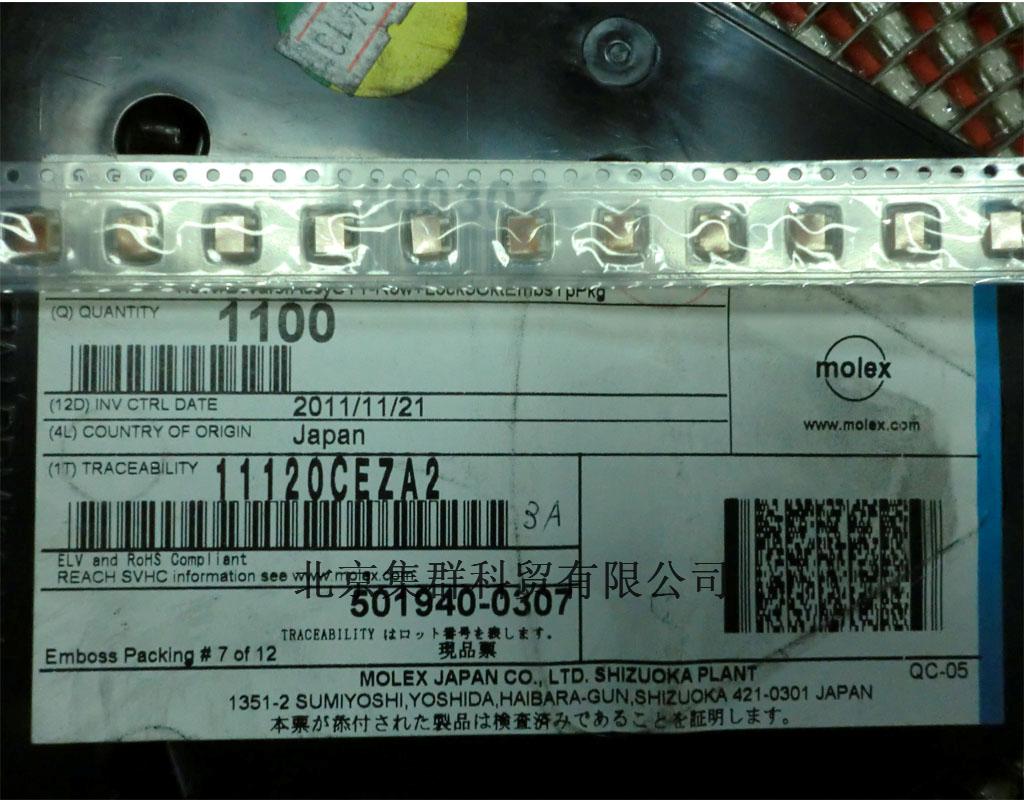 (Q) QUANTITY
1100
molex
www.molex.com
(12D) INV CTRL DATE 2011/11/21
(4L) COUNTRY OF ORIGIN Japan
(1T) TRACEABILITY 11120CEZA2
3A
ELV and RoHS Compliant
REACH SVHC information see www.molex.com
北京集群科贸有限公司
501940-0307
TRACEABILITY はロット番号を表します。
現品票
Emboss Packing # 7 of 12
MOLEX JAPAN CO., LTD. SHIZUOKA PLANT
QC-05
1351-2 SUMIYOSHI,YOSHIDA,HAIBARA-GUN,SHIZUOKA 421-0301 JAPAN
本票が添付された製品は検査済みであることを証明します。